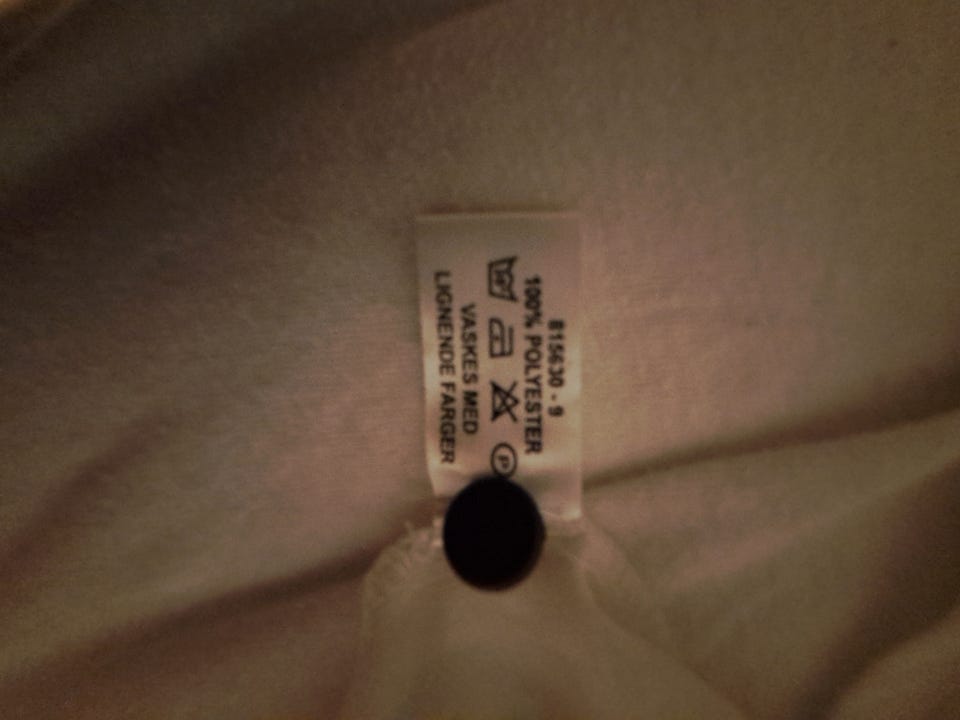 815630 - 9
100% POLYESTER
P
VASKES MED
LIGNENDE FARGER